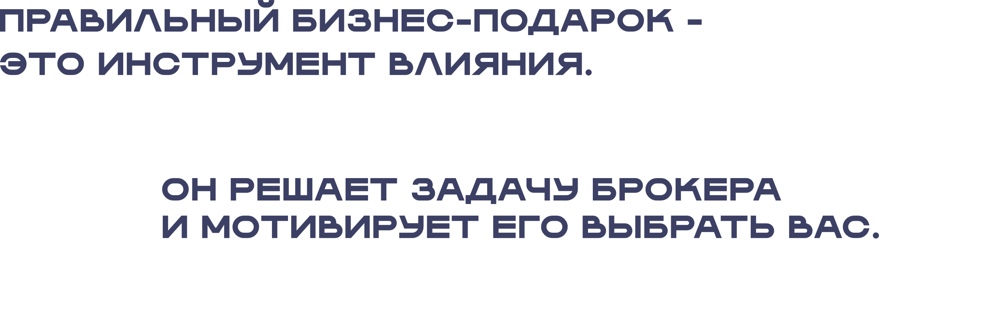 ПРАВИЛЬНЫЙ БИЗНЕС-ПОДАРОК -
ЭТО ИНСТРУМЕНТ ВЛИЯНИЯ.
ОН РЕШАЕТ ЗАДАЧУ БРОКЕРА
И МОТИВИРУЕТ ЕГО ВЫБРАТЬ ВАС.